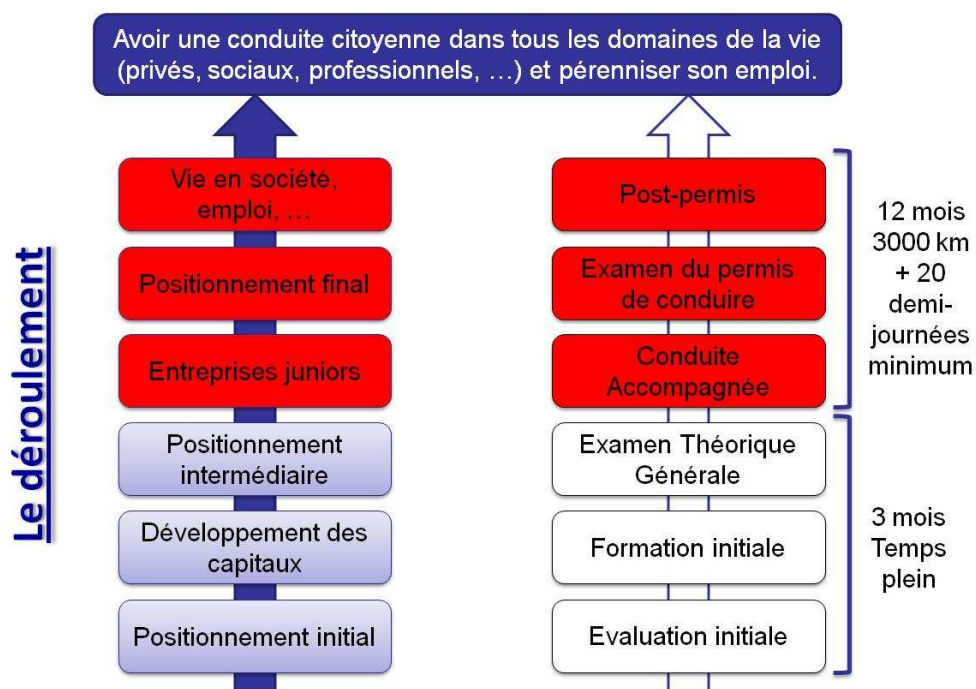 Avoir une conduite citoyenne dans tous les domaines de la vie
(privés, sociaux, professionnels, …) et pérenniser son emploi.
Le déroulement
Vie en société,
emploi, …
Positionnement final
Entreprises juniors
Positionnement
intermédiaire
Développement des
capitaux
Positionnement initial
Post-permis
Examen du permis
de conduire
Conduite
Accompagnée
Examen Théorique
Générale
Formation initiale
Evaluation initiale
12 mois
3000 km
+ 20
demi-
journées
minimum
3 mois
Temps
plein